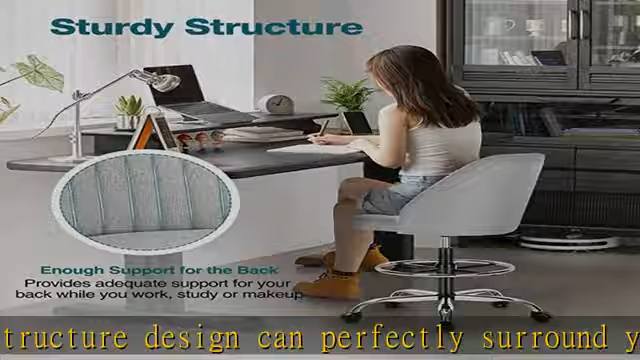 Sturdy Structure
Enough Support for the Back
Provides adequate support for your
back while you work, study or makeup
tructure design can perfectly surround y